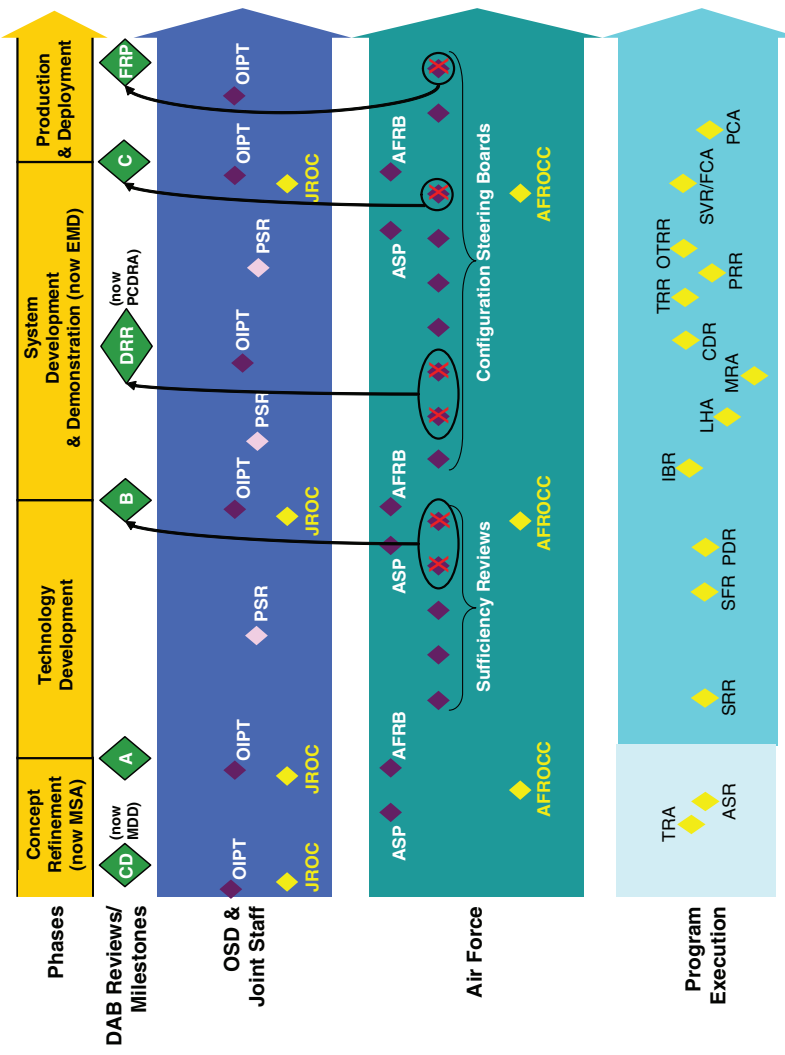 Phases
Concept
Refinement
(now MSA)
Technology
Development
System
Development
& Demonstration (now EMD)
Production
& Deployment
DAB Reviews/
Milestones
CD
(now
MDD)
A
B
DRR
(now
PCDRA)
C
FRP
OSD &
Joint Staff
OIPT
OIPT
OIPT
OIPT
OIPT
OIPT
PSR
PSR
PSR
JROC
JROC
JROC
JROC
Air Force
ASP
AFRB
ASP
AFRB
ASP
AFRB
Sufficiency Reviews
Configuration Steering Boards
AFROCC
AFROCC
AFROCC
Program
Execution
TRA
ASR
SRR
SFR
PDR
IBR
LHA
MRA
CDR
TRR
PRR
OTRR
SVR/FCA
PCA